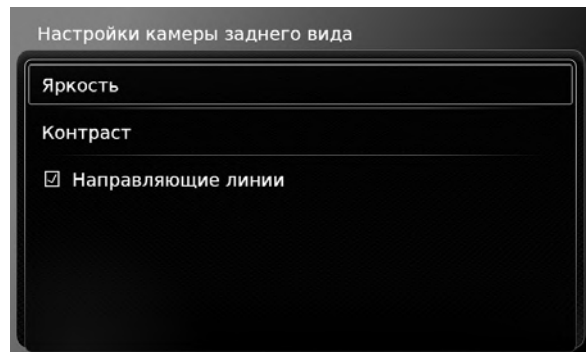 Настройки камеры заднего вида
Яркость
Контраст
Направляющие линии